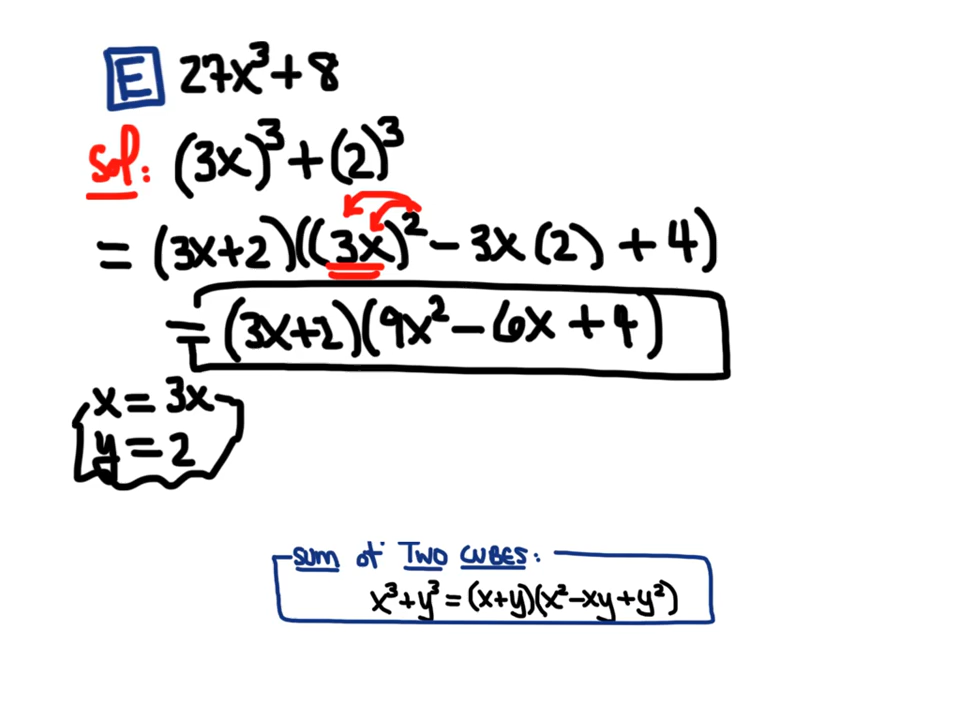 E 27x³ + 8
Sol: (3x)³ + (2)³
= (3x+2)((3x)² − 3x(2) + 4)
= (3x+2)(9x² − 6x + 4)
x = 3x
y = 2
SUM of TWO CUBES:
x³+y³ = (x+y)(x²−xy+y²)